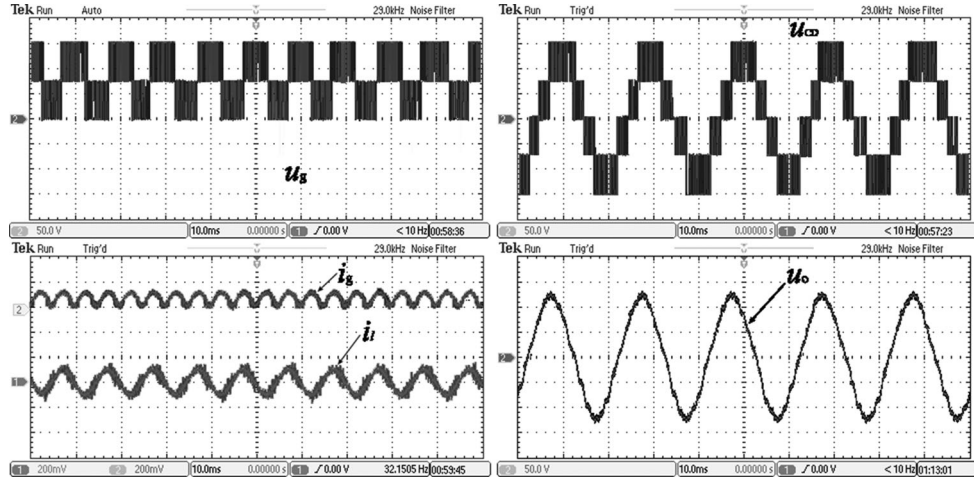 Tek Run Auto 29.0kHz Noise Filter
2
u_g
2 50.0 V 10.0ms 0.00000 s 1 ∫ 0.00 V < 10 Hz 00:58:36
Tek Run Trig'd 29.0kHz Noise Filter
u_CD
2
2 50.0 V 10.0ms 0.00000 s 1 ∫ 0.00 V < 10 Hz 00:57:23
Tek Run Trig'd 29.0kHz Noise Filter
i_g
2
i_l
1
1 200mV 2 200mV 10.0ms 0.00000 s 1 ∫ 0.00 V 32.1505 Hz 00:59:45
Tek Run Trig'd 29.0kHz Noise Filter
u_o
2
2 50.0 V 10.0ms 0.00000 s 1 ∫ 0.00 V < 10 Hz 01:13:01